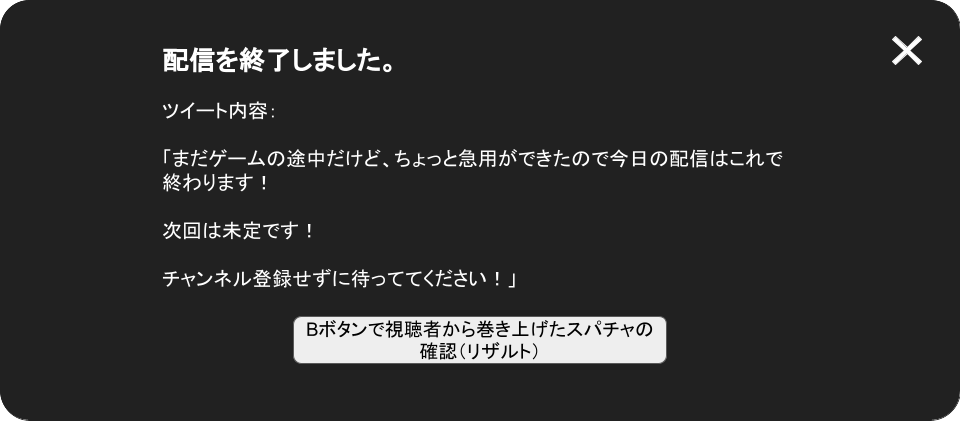 配信を終了しました。
ツイート内容:
「まだゲームの途中だけど、ちょっと急用ができたので今日の配信はこれで
終わります！
次回は未定です！
チャンネル登録せずに待っててください！」
Bボタンで視聴者から巻き上げたスパチャの
確認(リザルト)